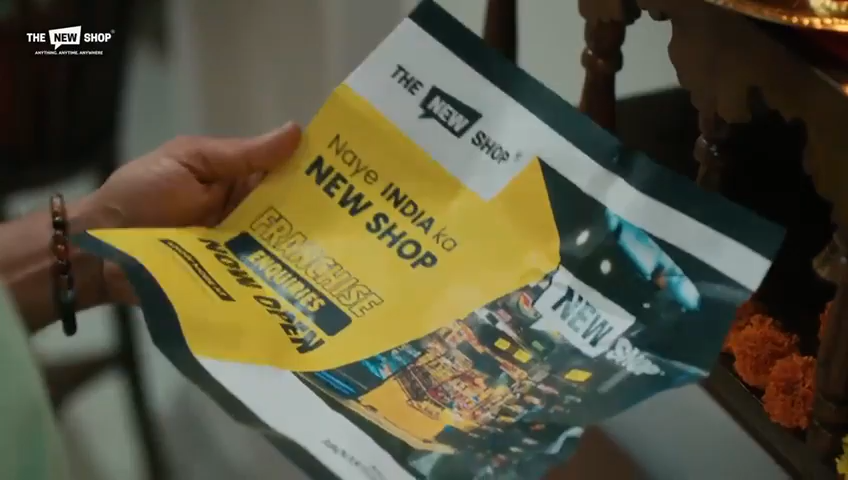 THE NEW SHOP
ANYTHING. ANYTIME. ANYWHERE
THE NEW SHOP
Naye INDIA ka
NEW SHOP
FRANCHISE
ENQUIRIES
NOW OPEN
NEW SHOP